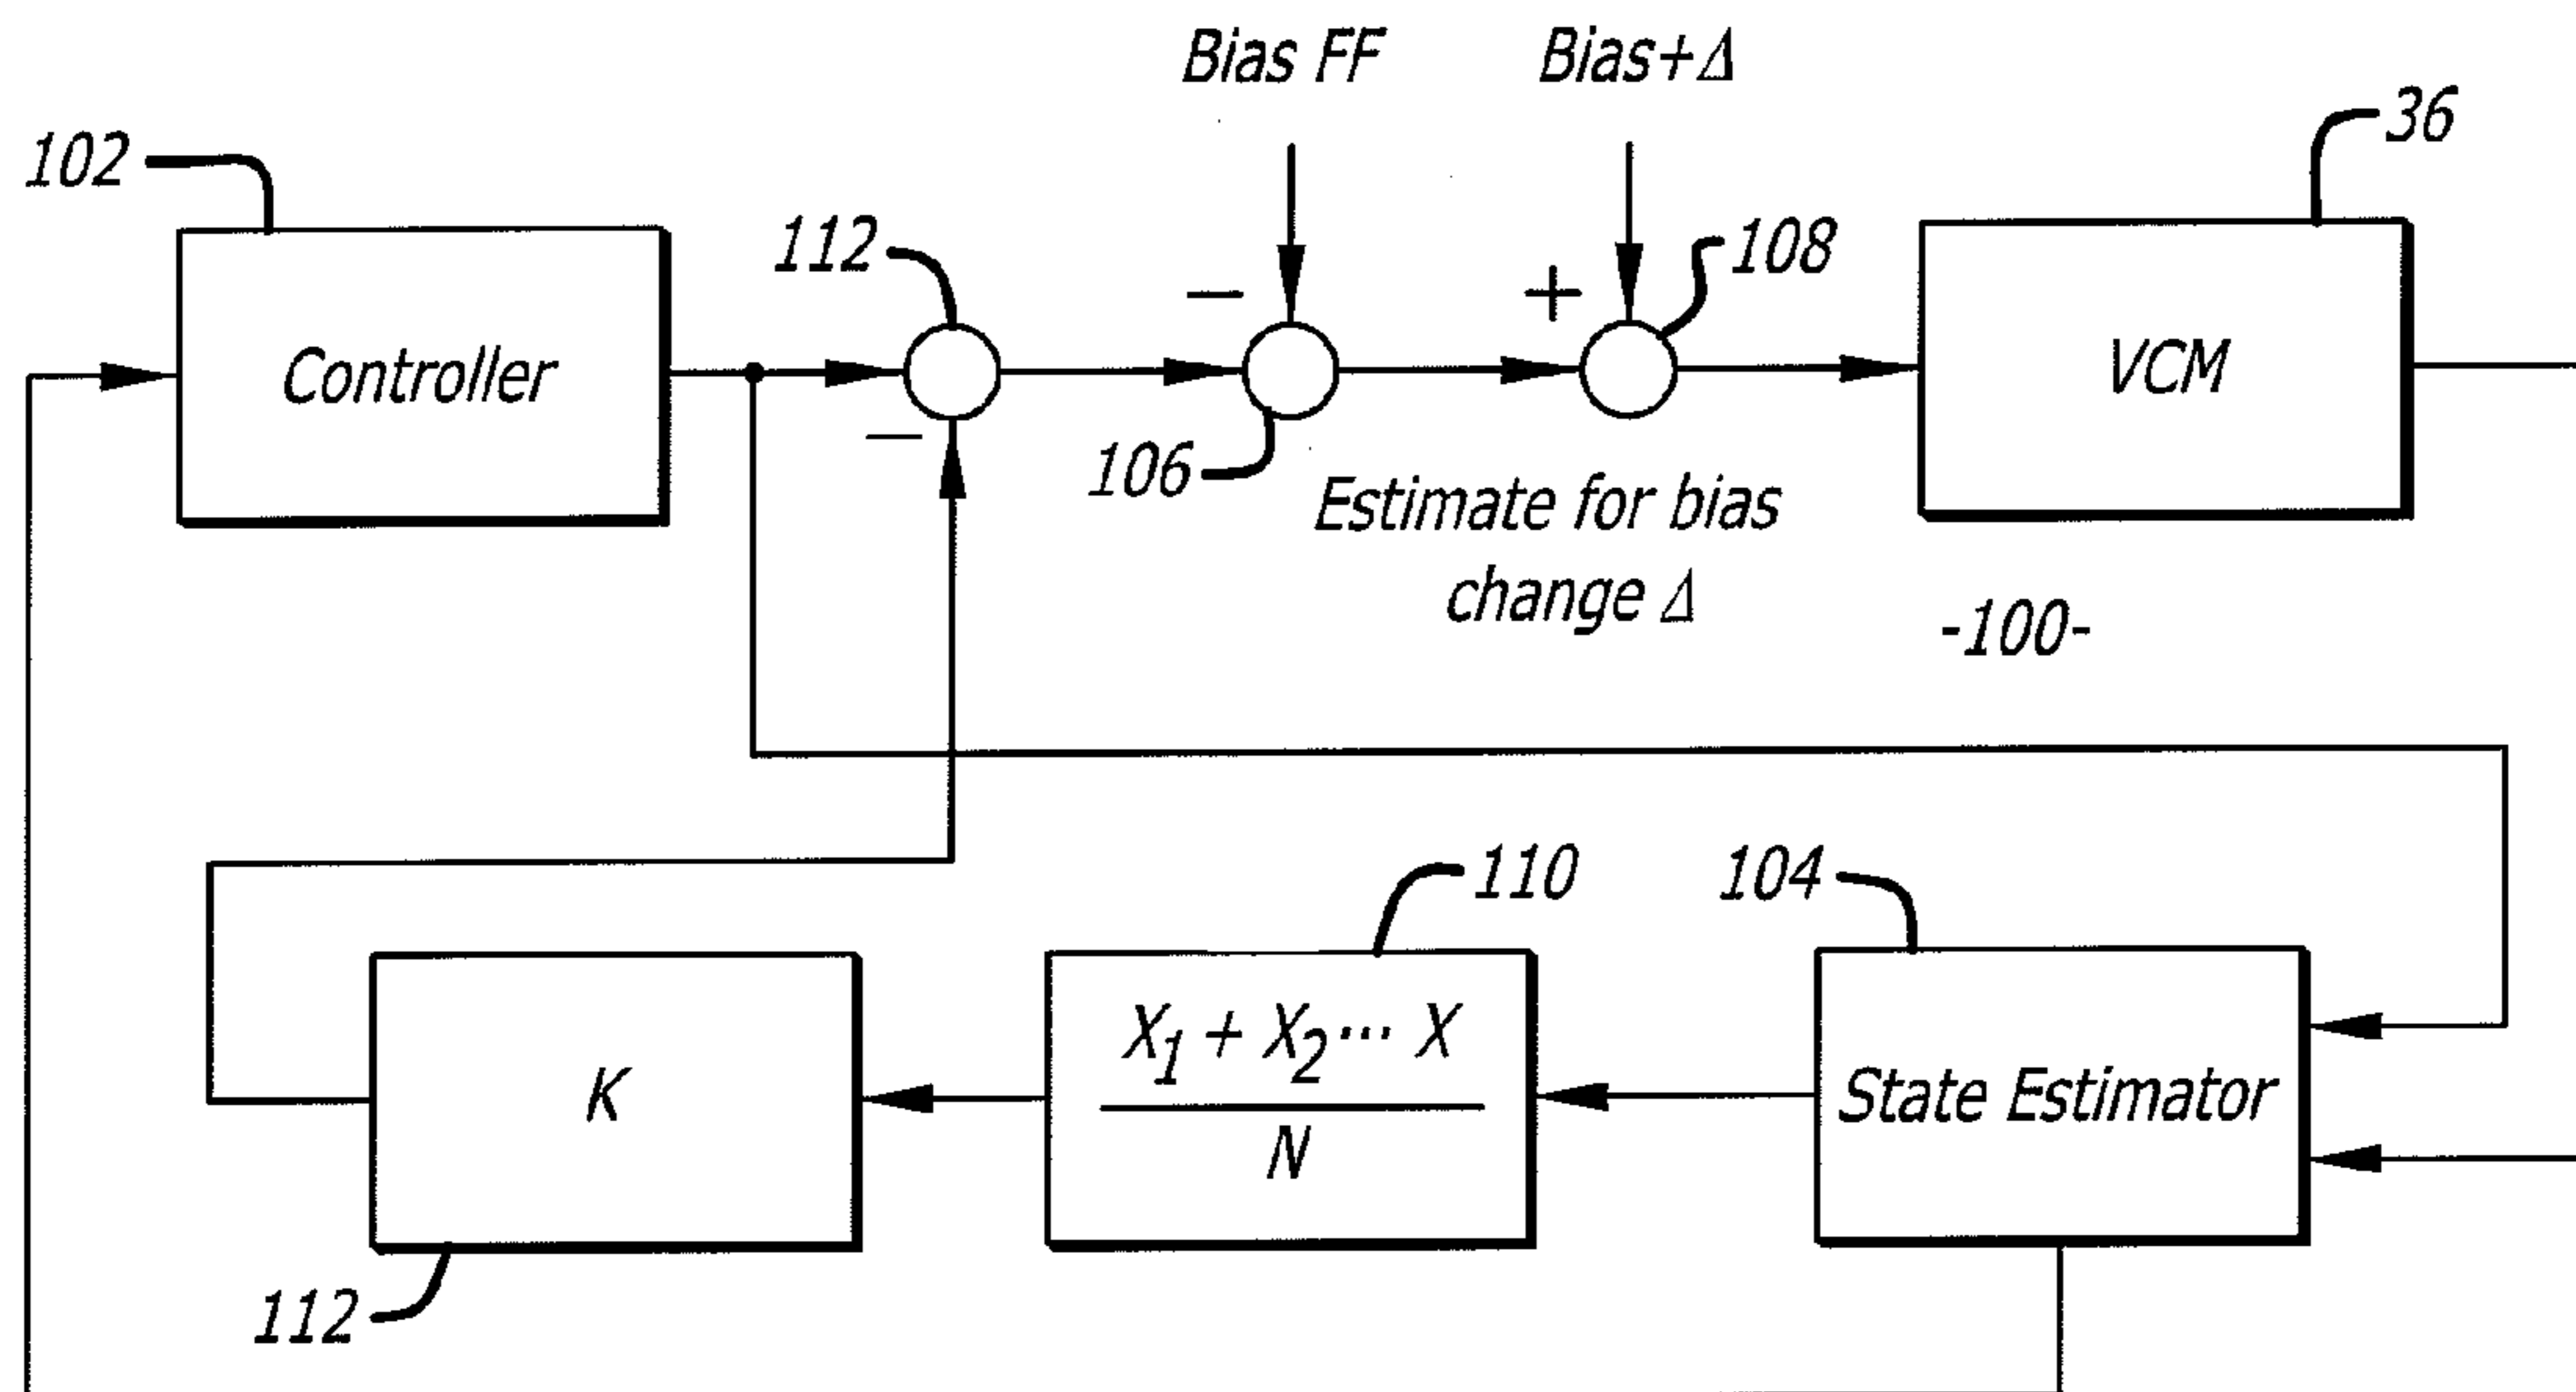 Bias FF
Bias+Δ
36
102
112
108
Controller
−
+
VCM
−
106
Estimate for bias
change Δ
-100-
110
104
K
X1 + X2 ··· X
N
State Estimator
112